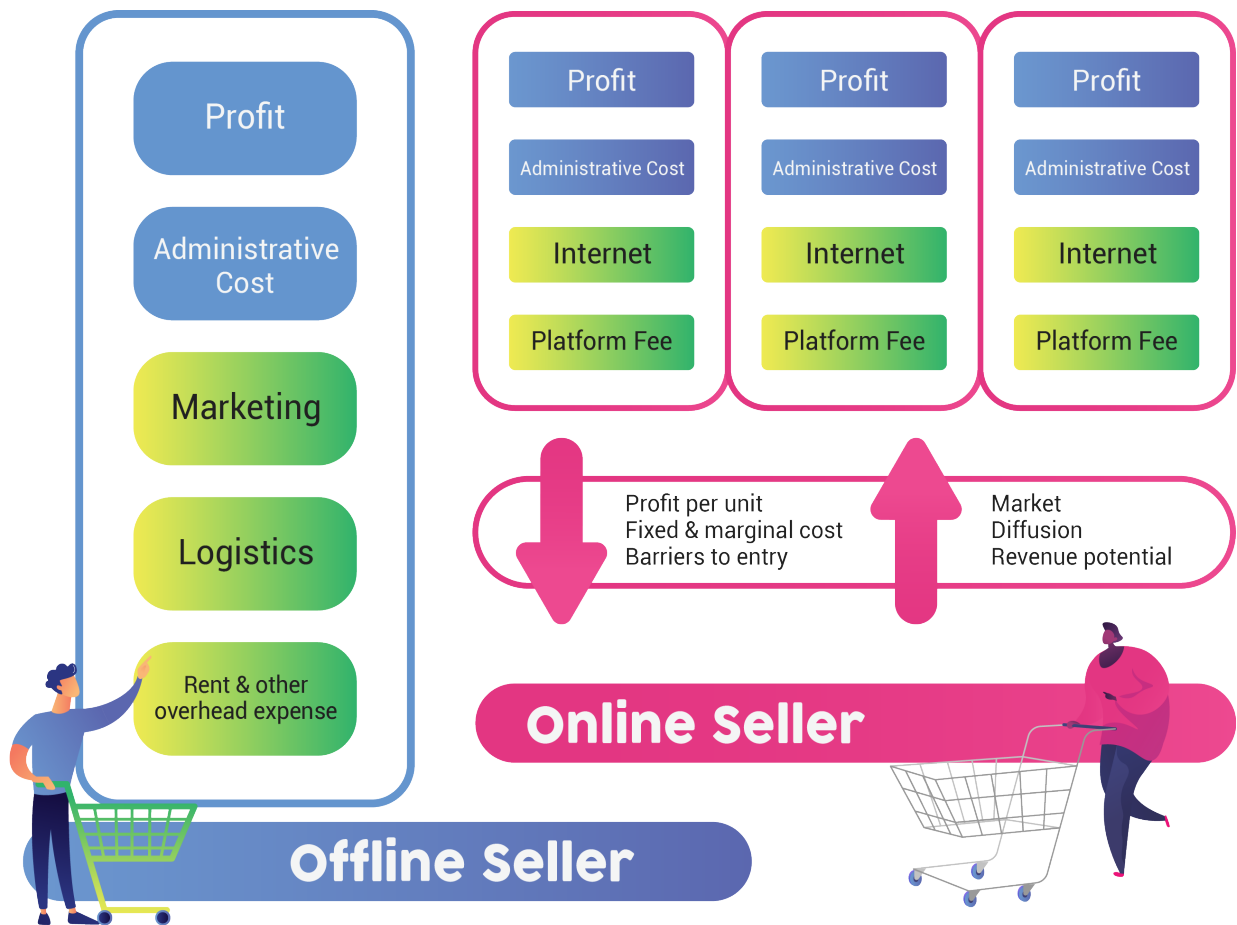 Profit
Administrative
Cost
Marketing
Logistics
Rent & other
overhead expense
Offline Seller
Profit
Administrative Cost
Internet
Platform Fee
Profit
Administrative Cost
Internet
Platform Fee
Profit
Administrative Cost
Internet
Platform Fee
Profit per unit
Fixed & marginal cost
Barriers to entry
Market
Diffusion
Revenue potential
Online Seller